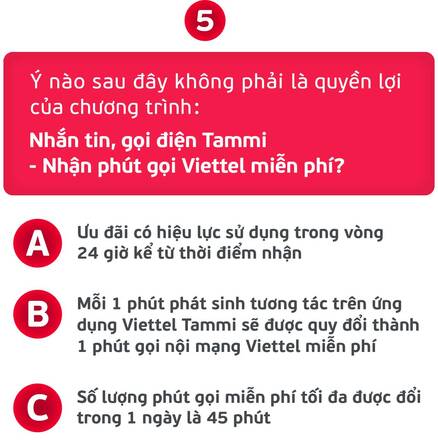 5
Ý nào sau đây không phải là quyền lợi
của chương trình:
Nhắn tin, gọi điện Tammi
- Nhận phút gọi Viettel miễn phí?
A
Ưu đãi có hiệu lực sử dụng trong vòng
24 giờ kể từ thời điểm nhận
B
Mỗi 1 phút phát sinh tương tác trên ứng
dụng Viettel Tammi sẽ được quy đổi thành
1 phút gọi nội mạng Viettel miễn phí
C
Số lượng phút gọi miễn phí tối đa được đổi
trong 1 ngày là 45 phút